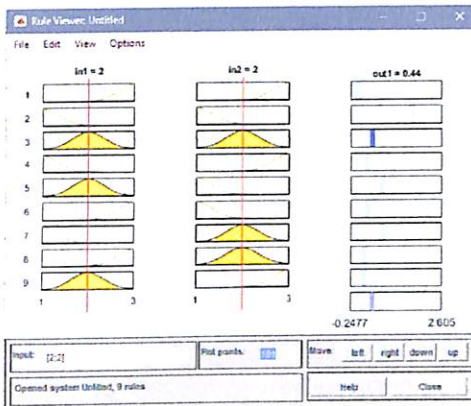 Rule Viewer: Untitled
File Edit View Options
in1 = 2 in2 = 2 out1 = 0.44
1
2
3
4
5
6
7
8
9
1 3 1 3
-0.2477 2.605
Input: [2;2] Plot points: 101 Move: left right down up
Opened system Untitled, 9 rules Help Close